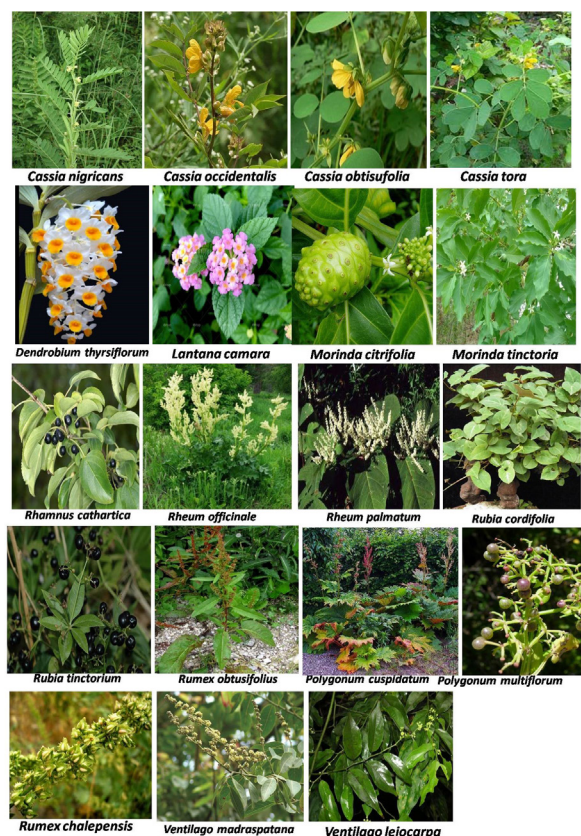 Cassia nigricans
Cassia occidentalis
Cassia obtisufolia
Cassia tora
Dendrobium thyrsiflorum
Lantana camara
Morinda citrifolia
Morinda tinctoria
Rhamnus cathartica
Rheum officinale
Rheum palmatum
Rubia cordifolia
Rubia tinctorium
Rumex obtusifolius
Polygonum cuspidatum
Polygonum multiflorum
Rumex chalepensis
Ventilago madraspatana
Ventilago leiocarpa